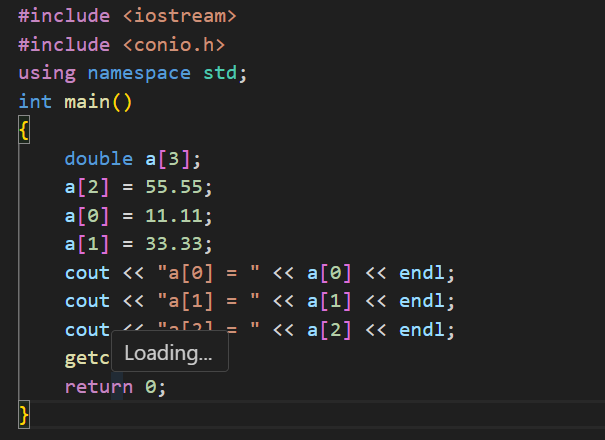 #include <iostream>
#include <conio.h>
using namespace std;
int main()
{
    double a[3];
    a[2] = 55.55;
    a[0] = 11.11;
    a[1] = 33.33;
    cout << "a[0] = " << a[0] << endl;
    cout << "a[1] = " << a[1] << endl;
    cout << "a[2] = " << a[2] << endl;
    getc
Loading...
    return 0;
}